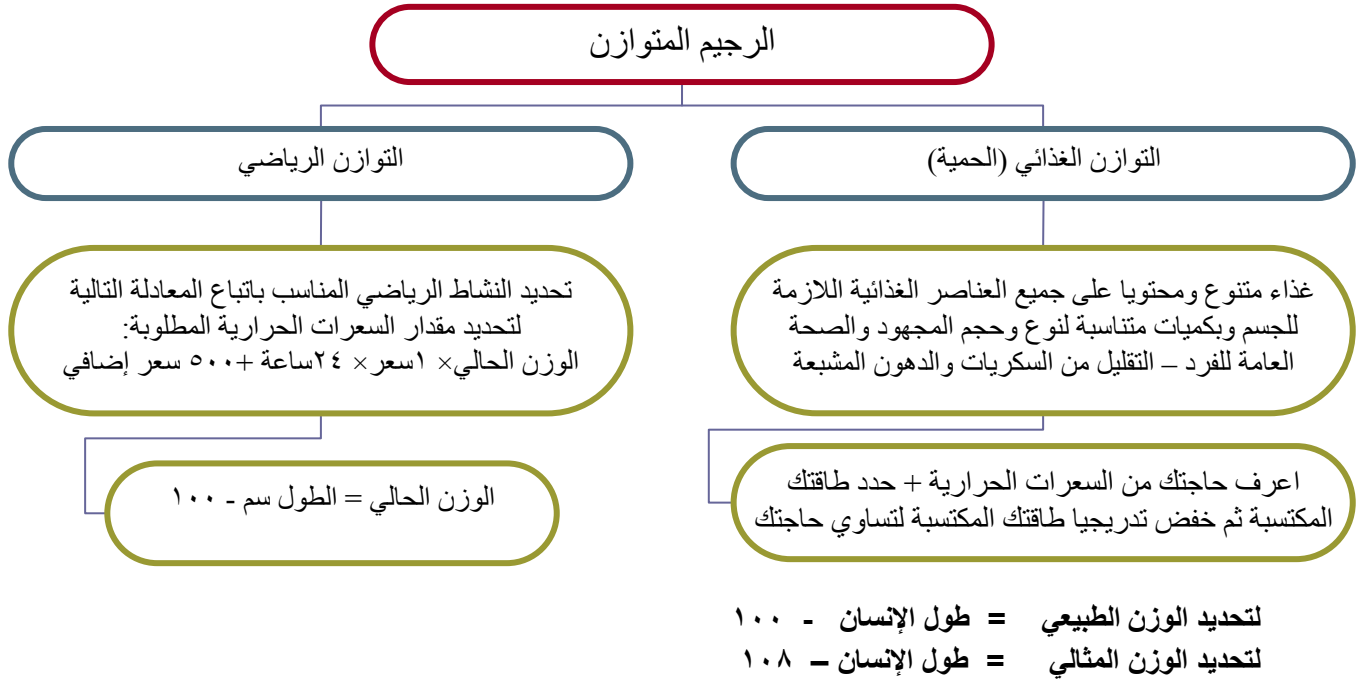 الرجيم المتوازن
التوازن الغذائي (الحمية)
غذاء متنوع ومحتويا على جميع العناصر الغذائية اللازمة
للجسم وبكميات متناسبة لنوع وحجم المجهود والصحة
العامة للفرد – التقليل من السكريات والدهون المشبعة
اعرف حاجتك من السعرات الحرارية + حدد طاقتك
المكتسبة ثم خفض تدريجيا طاقتك المكتسبة لتساوي حاجتك
التوازن الرياضي
تحديد النشاط الرياضي المناسب باتباع المعادلة التالية
لتحديد مقدار السعرات الحرارية المطلوبة:
الوزن الحالي× ١سعر× ٢٤ساعة +٥٠٠ سعر إضافي
الوزن الحالي = الطول سم - ١٠٠
لتحديد الوزن الطبيعي = طول الإنسان - ١٠٠
لتحديد الوزن المثالي = طول الإنسان – ١٠٨